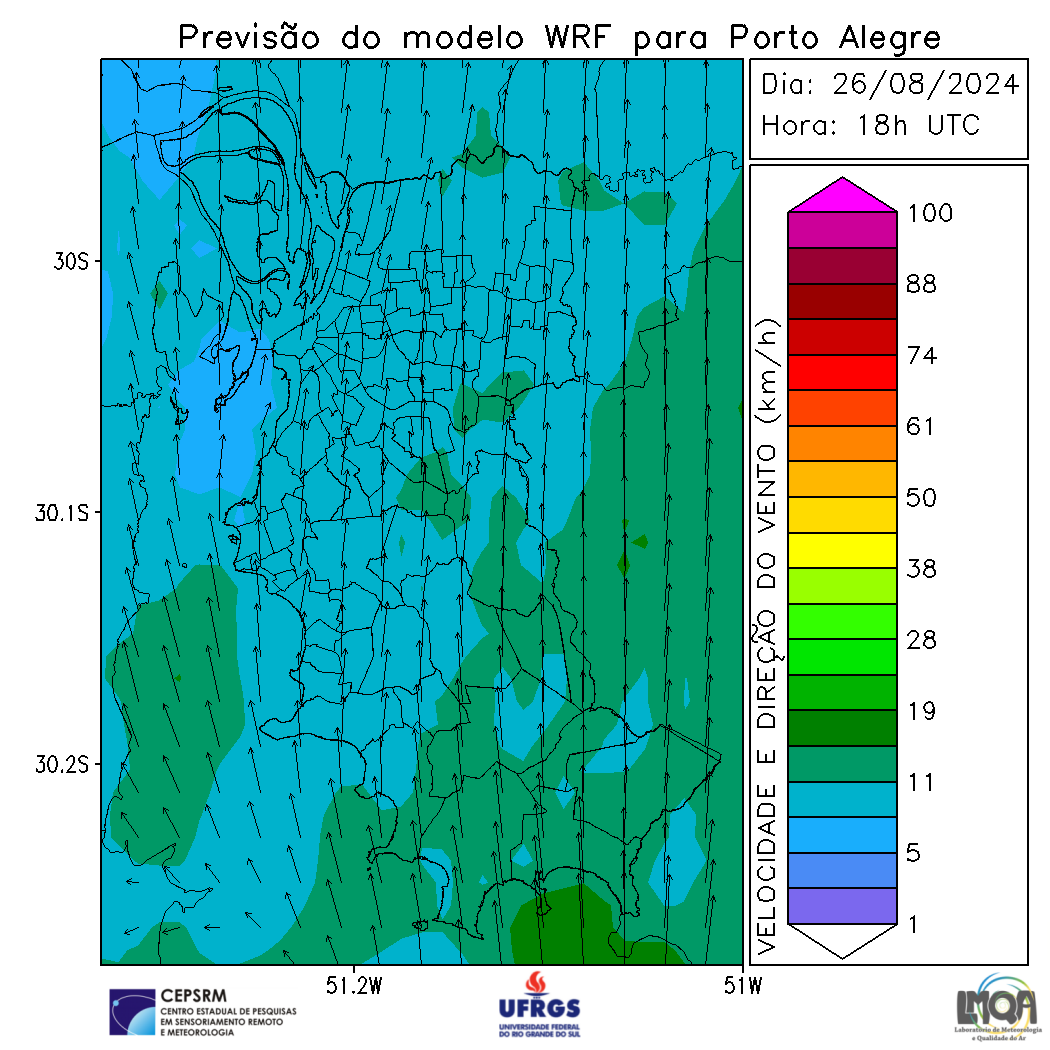 Previsão do modelo WRF para Porto Alegre
Dia: 26/08/2024
Hora: 18h UTC
30S
30.1S
30.2S
51.2W
51W
VELOCIDADE E DIREÇÃO DO VENTO (km/h)
100
88
74
61
50
38
28
19
11
5
1
CEPSRM
CENTRO ESTADUAL DE PESQUISAS
EM SENSORIAMENTO REMOTO
E METEOROLOGIA
UFRGS
UNIVERSIDADE FEDERAL
DO RIO GRANDE DO SUL
LMQA
Laboratório de Meteorologia
e Qualidade do Ar